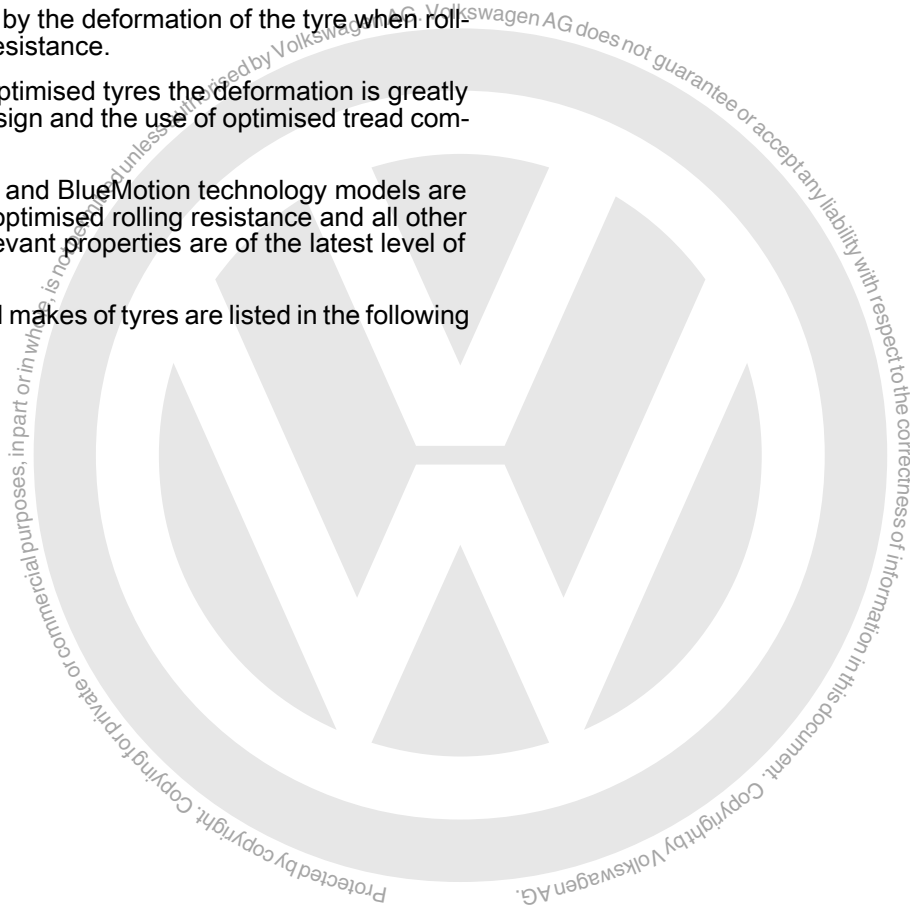 by the deformation of the tyre when roll-
esistance.
ptimised tyres the deformation is greatly
sign and the use of optimised tread com-
and BlueMotion technology models are
optimised rolling resistance and all other
evant properties are of the latest level of
l makes of tyres are listed in the following
Protected by copyright. Copying for private or commercial purposes, in part or in whole, is not permitted unless authorised by Volkswagen AG. Volkswagen AG does not guarantee or accept any liability with respect to the correctness of information in this document. Copyright by Volkswagen AG.